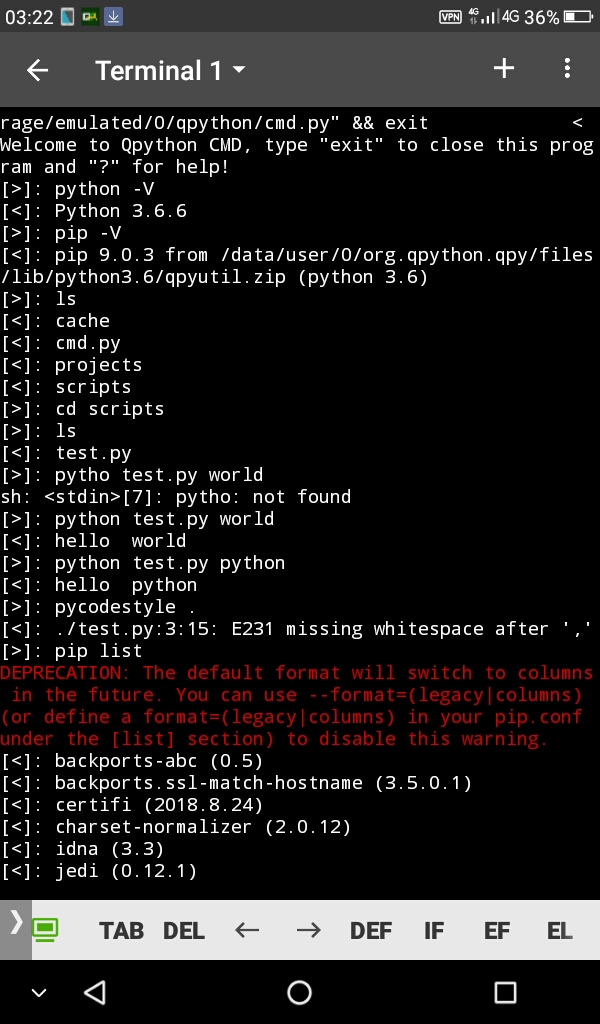 03:22 VPN 4G 4G 36%
Terminal 1
rage/emulated/0/qpython/cmd.py" && exit <
Welcome to Qpython CMD, type "exit" to close this prog
ram and "?" for help!
[>]: python -V
[<]: Python 3.6.6
[>]: pip -V
[<]: pip 9.0.3 from /data/user/0/org.qpython.qpy/files
/lib/python3.6/qpyutil.zip (python 3.6)
[>]: ls
[<]: cache
[<]: cmd.py
[<]: projects
[<]: scripts
[>]: cd scripts
[>]: ls
[<]: test.py
[>]: pytho test.py world
sh: <stdin>[7]: pytho: not found
[>]: python test.py world
[<]: hello  world
[>]: python test.py python
[<]: hello  python
[>]: pycodestyle .
[<]: ./test.py:3:15: E231 missing whitespace after ','
[>]: pip list
DEPRECATION: The default format will switch to columns
 in the future. You can use --format=(legacy|columns)
(or define a format=(legacy|columns) in your pip.conf
under the [list] section) to disable this warning.
[<]: backports-abc (0.5)
[<]: backports.ssl-match-hostname (3.5.0.1)
[<]: certifi (2018.8.24)
[<]: charset-normalizer (2.0.12)
[<]: idna (3.3)
[<]: jedi (0.12.1)
TAB DEL ← → DEF IF EF EL